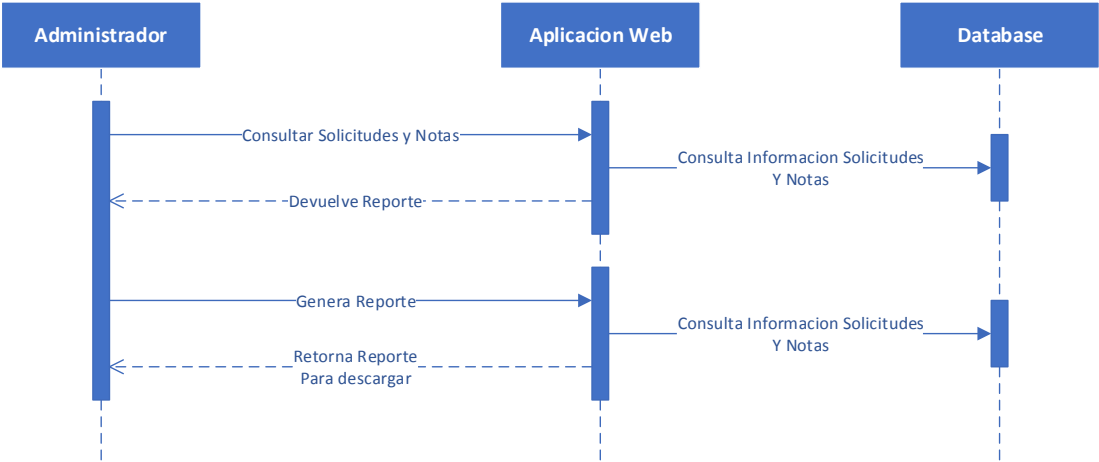 Administrador
Aplicacion Web
Database
Consultar Solicitudes y Notas
Consulta Informacion Solicitudes
Y Notas
Devuelve Reporte
Genera Reporte
Consulta Informacion Solicitudes
Y Notas
Retorna Reporte
Para descargar